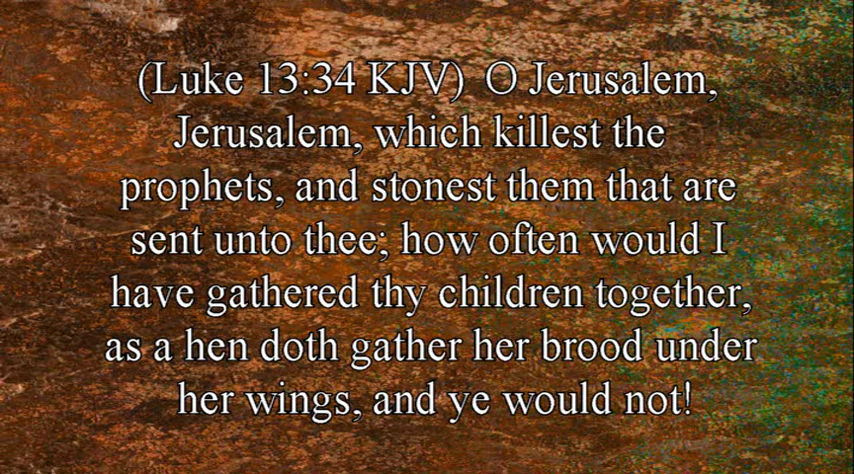 (Luke 13:34 KJV)  O Jerusalem,
Jerusalem, which killest the
prophets, and stonest them that are
sent unto thee; how often would I
have gathered thy children together,
as a hen doth gather her brood under
her wings, and ye would not!